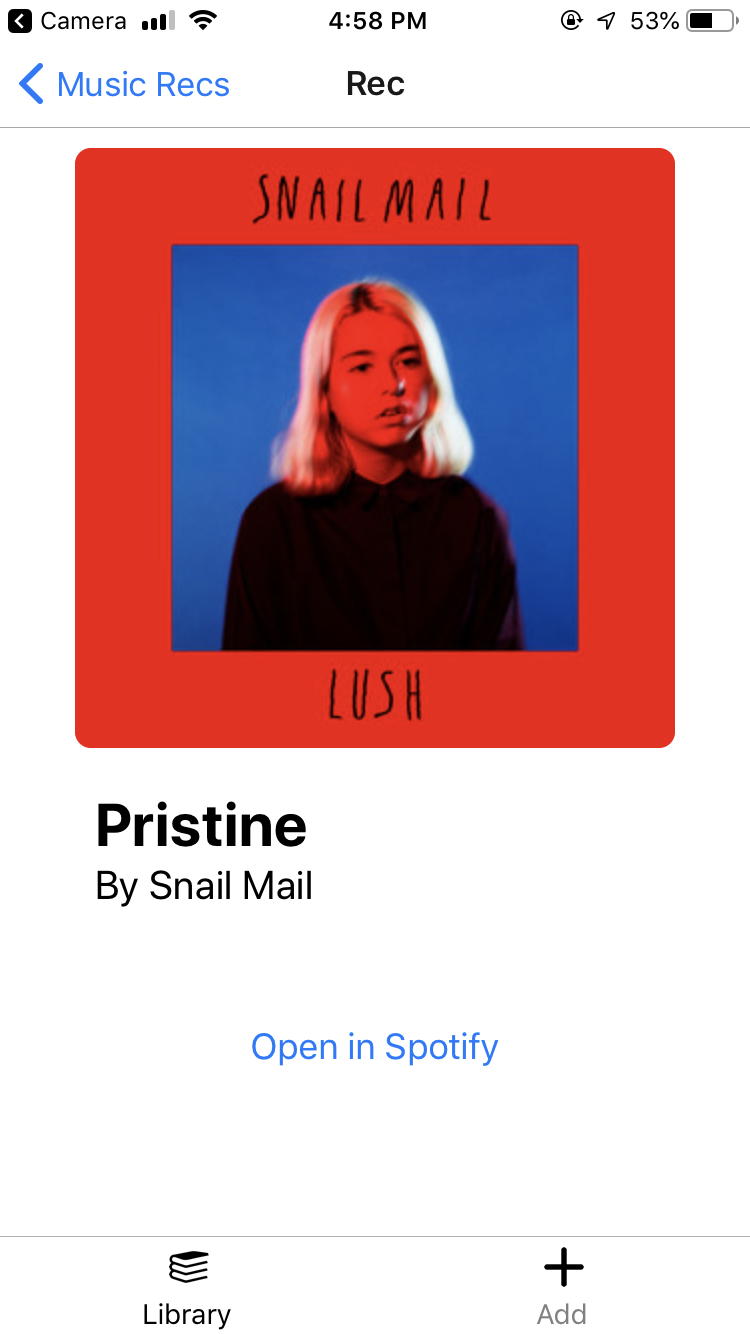 Camera 4:58 PM 53%
Music Recs Rec
SNAIL MAIL
LUSH
Pristine
By Snail Mail
Open in Spotify
Library Add